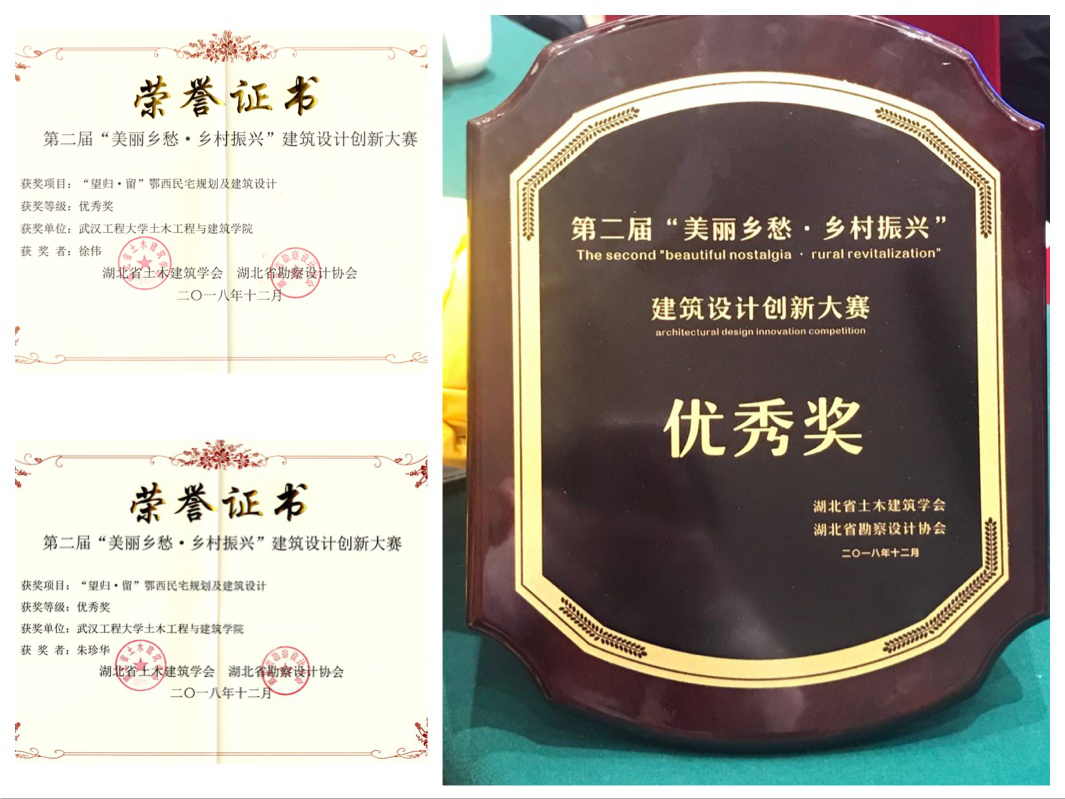 荣誉证书
第二届“美丽乡愁·乡村振兴”建筑设计创新大赛
获奖项目：“望归·留”鄂西民宅规划及建筑设计
获奖等级：优秀奖
获奖单位：武汉工程大学土木工程与建筑学院
获 奖 者：徐伟
湖北省土木建筑学会 湖北省勘察设计协会
二〇一八年十二月
荣誉证书
第二届“美丽乡愁·乡村振兴”建筑设计创新大赛
获奖项目：“望归·留”鄂西民宅规划及建筑设计
获奖等级：优秀奖
获奖单位：武汉工程大学土木工程与建筑学院
获 奖 者：朱珍华
湖北省土木建筑学会 湖北省勘察设计协会
二〇一八年十二月
第二届“美丽乡愁·乡村振兴”
The second "beautiful nostalgia · rural revitalization"
建筑设计创新大赛
architectural design innovation competition
优秀奖
湖北省土木建筑学会
湖北省勘察设计协会
二〇一八年十二月